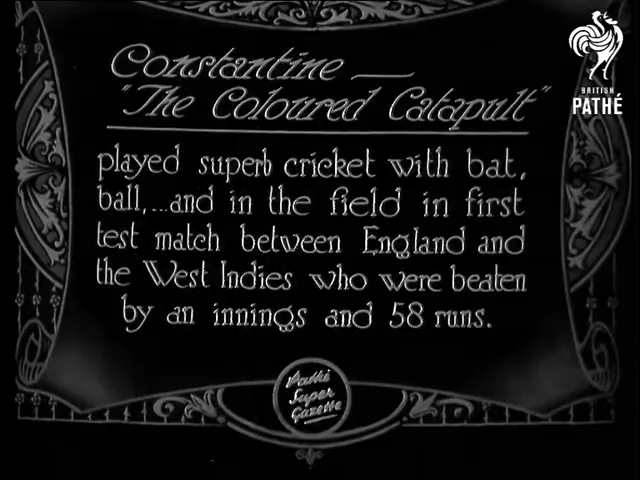 Constantine —
"The Coloured Catapult"
played superb cricket with bat,
ball,...and in the field in first
test match between England and
the West Indies who were beaten
by an innings and 58 runs.
Pathé
Super
Gazette
BRITISH
PATHÉ